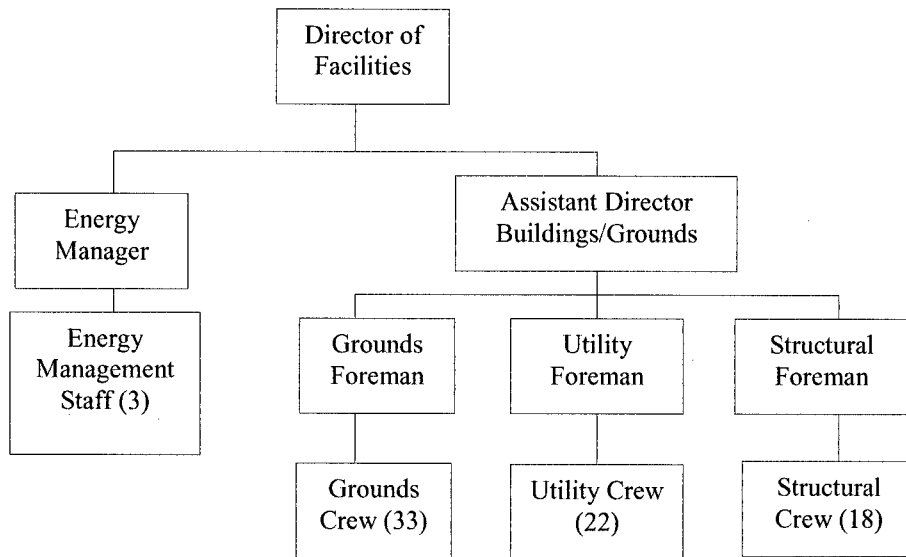 Director of
Facilities
Energy
Manager
Assistant Director
Buildings/Grounds
Energy
Management
Staff (3)
Grounds
Foreman
Utility
Foreman
Structural
Foreman
Grounds
Crew (33)
Utility Crew
(22)
Structural
Crew (18)